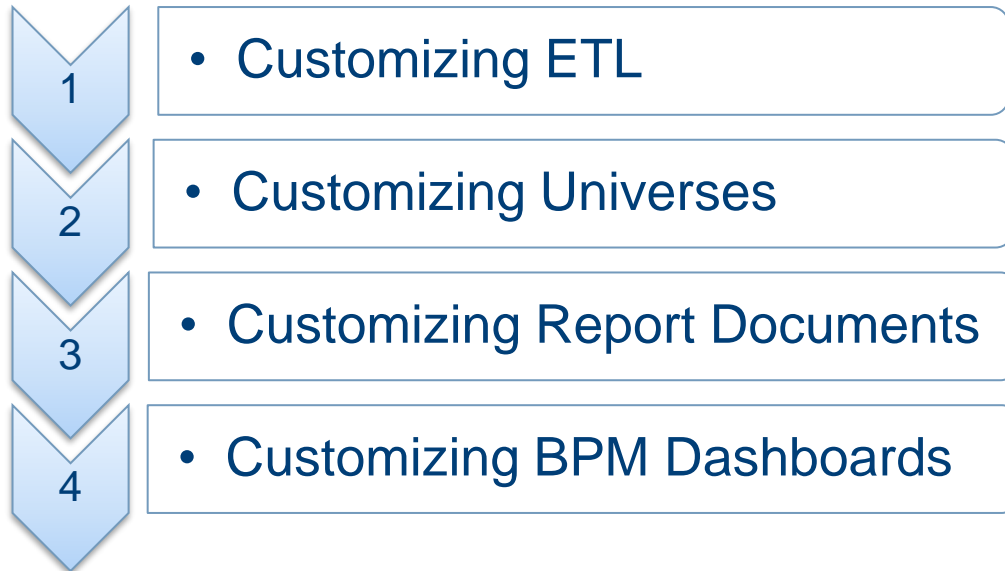 1
• Customizing ETL
2
• Customizing Universes
3
• Customizing Report Documents
4
• Customizing BPM Dashboards